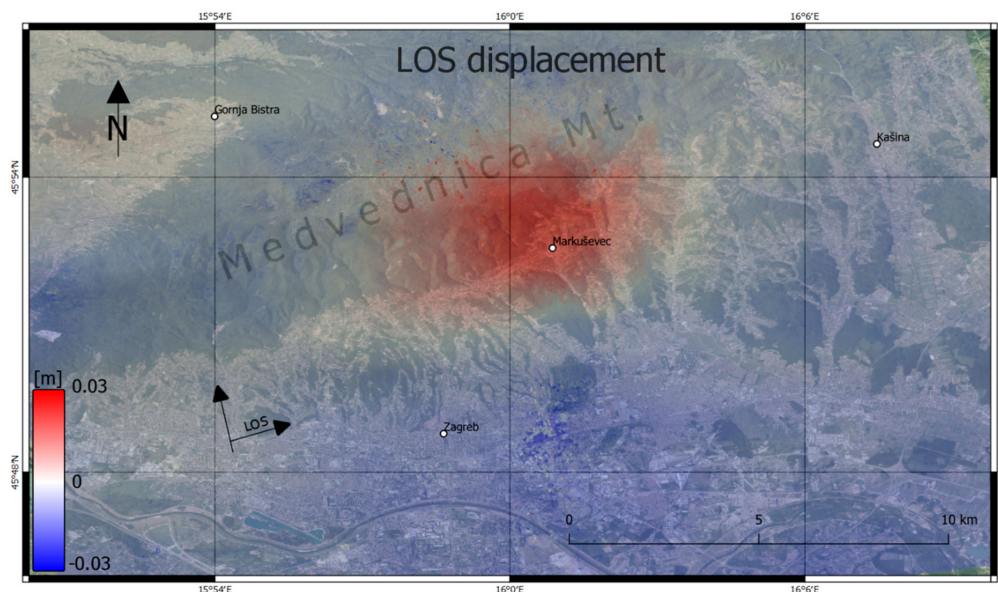 15°54'E 16°0'E 16°6'E
LOS displacement
N
Gornja Bistra
Medvednica Mt.
Kašina
45°54'N
Markuševec
[m]
0.03
0
-0.03
LOS
Zagreb
45°48'N
0 5 10 km
15°54'E 16°0'E 16°6'E